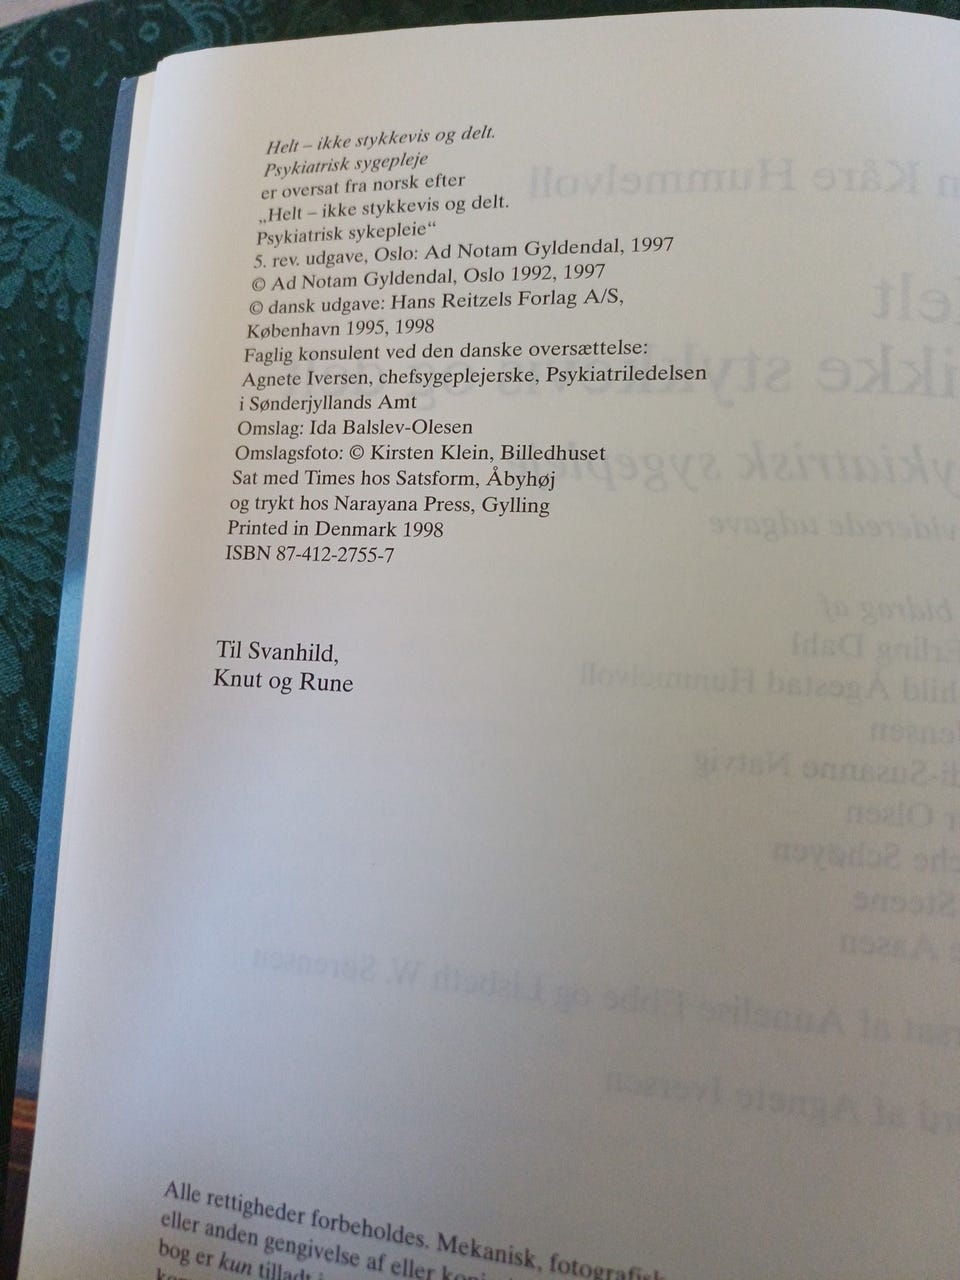 Helt – ikke stykkevis og delt.
Psykiatrisk sygepleje
er oversat fra norsk efter
„Helt – ikke stykkevis og delt.
Psykiatrisk sykepleie“
5. rev. udgave, Oslo: Ad Notam Gyldendal, 1997
© Ad Notam Gyldendal, Oslo 1992, 1997
© dansk udgave: Hans Reitzels Forlag A/S,
København 1995, 1998
Faglig konsulent ved den danske oversættelse:
Agnete Iversen, chefsygeplejerske, Psykiatriledelsen
i Sønderjyllands Amt
Omslag: Ida Balslev-Olesen
Omslagsfoto: © Kirsten Klein, Billedhuset
Sat med Times hos Satsform, Åbyhøj
og trykt hos Narayana Press, Gylling
Printed in Denmark 1998
ISBN 87-412-2755-7
Til Svanhild,
Knut og Rune
Alle rettigheder forbeholdes. Mekanisk, fotografisk
eller anden gengivelse af eller
bog er kun tilladt